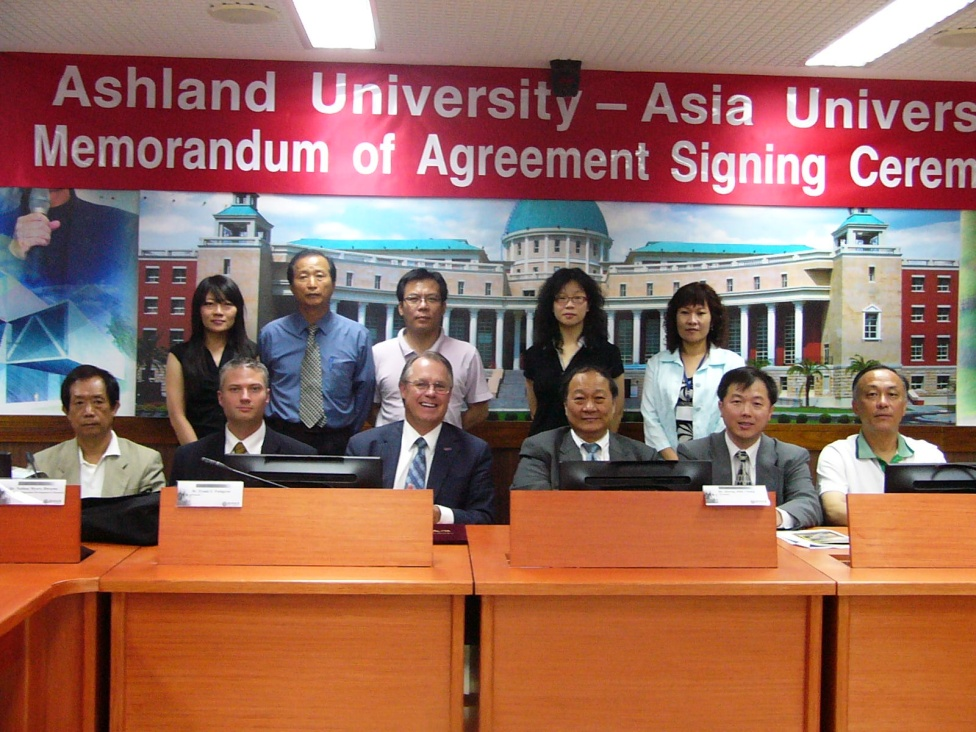 Ashland University – Asia Univers
Memorandum of Agreement Signing Cerem